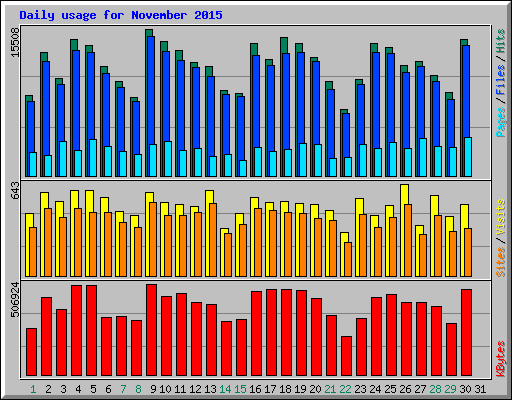 Daily usage for November 2015
15508
Pages / Files / Hits
643
Sites / Visits
506924
KBytes
1 2 3 4 5 6 7 8 9 10 11 12 13 14 15 16 17 18 19 20 21 22 23 24 25 26 27 28 29 30 31